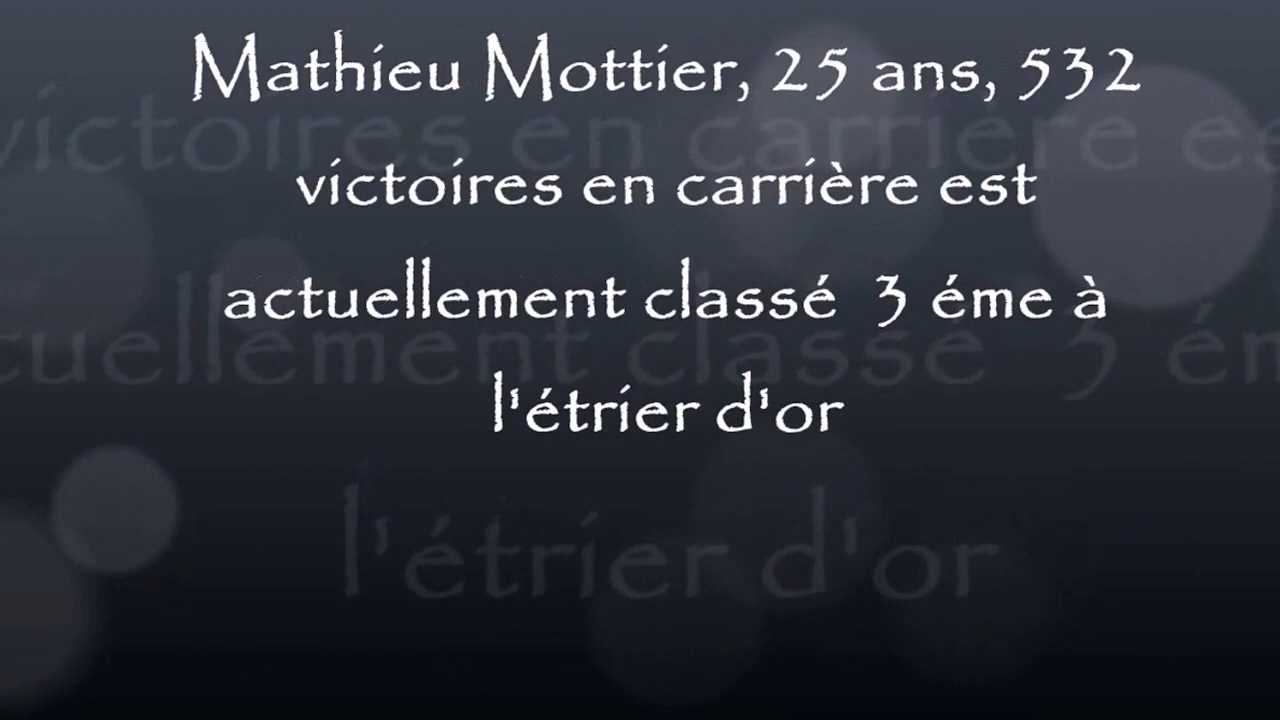 Mathieu Mottier, 25 ans, 532
victoires en carrière est
actuellement classé 3 éme à
l'étrier d'or